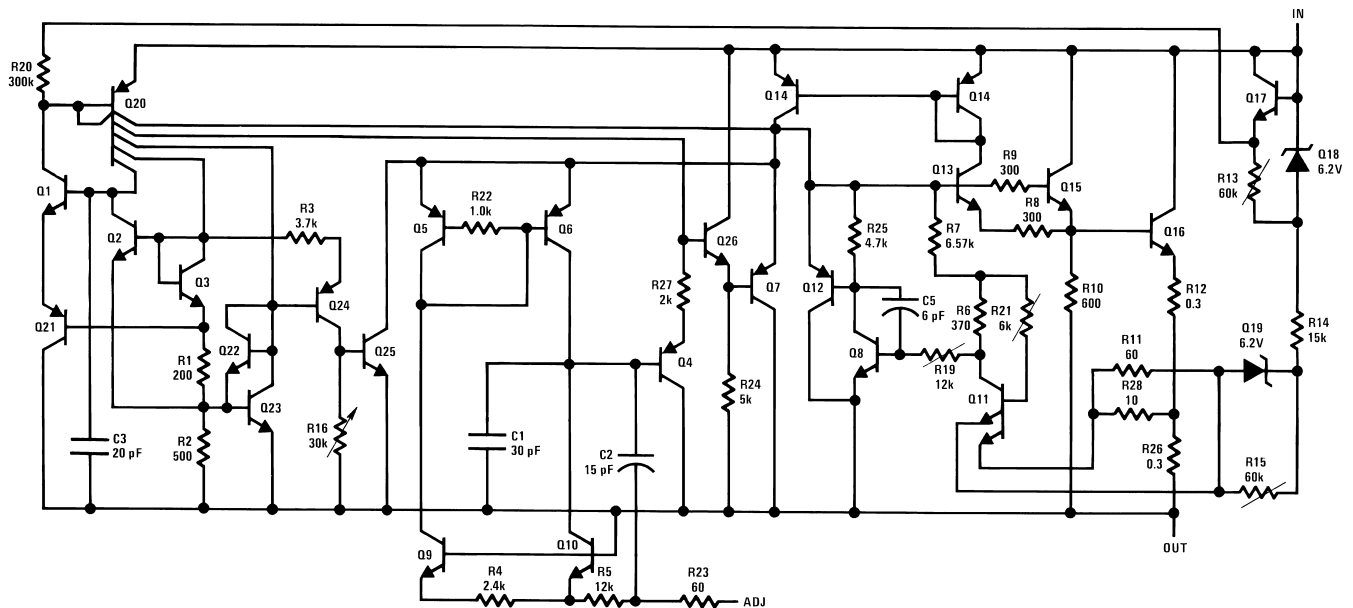 IN
R20
300k
Q20
Q14
Q14
Q17
Q18
6.2V
R13
60k
Q1
Q2
Q3
R3
3.7k
Q5
R22
1.0k
Q6
Q13
R9
300
Q15
R8
300
Q16
Q26
R25
4.7k
R7
6.57k
R27
2k
Q7
Q12
C5
6 pF
R6
370
R21
6k
R10
600
R12
0.3
Q21
Q24
Q22
R1
200
Q25
Q23
R16
30k
R2
500
C3
20 pF
Q4
R24
5k
Q8
R19
12k
Q11
R11
60
R28
10
Q19
6.2V
R14
15k
C1
30 pF
C2
15 pF
R26
0.3
R15
60k
OUT
Q9
Q10
R4
2.4k
R5
12k
R23
60
ADJ